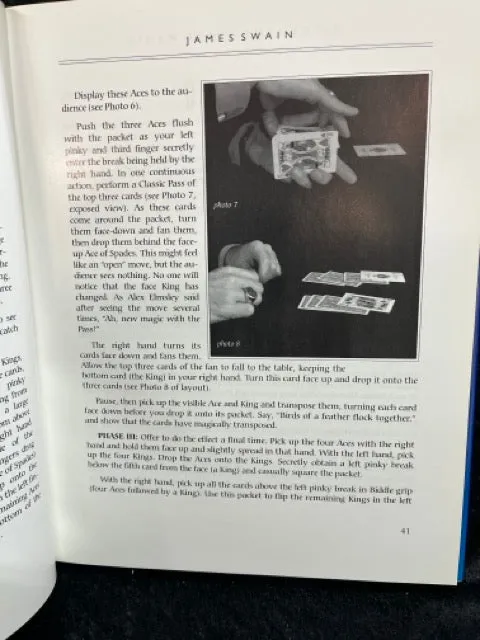 JAMES SWAIN
Display these Aces to the au-
dience (see Photo 6).
Push the three Aces flush
with the packet as your left
pinky and third finger secretly
enter the break being held by the
right hand. In one continuous
action, perform a Classic Pass of
the top three cards (see Photo 7,
exposed view). As these cards
come around the packet, turn
them face-down and fan them,
then drop them behind the face-
up Ace of Spades. This might feel
like an "open" move, but the au-
dience sees nothing. No one will
notice that the face King has
changed. As Alex Elmsley said
after seeing the move several
times, "Ah, new magic with the
Pass!"
photo 7
photo 8
The right hand turns its
cards face down and fans them.
Allow the top three cards of the fan to fall to the table, keeping the
bottom card (the King) in your right hand. Turn this card face up and drop it onto the
three cards (see Photo 8 of layout).
Pause, then pick up the visible Ace and King and transpose them, turning each card
face down before you drop it onto its packet. Say, "Birds of a feather flock together,"
and show that the cards have magically transposed.
PHASE III: Offer to do the effect a final time. Pick up the four Aces with the right
hand and hold them face up and slightly spread in that hand. With the left hand, pick
up the four Kings. Drop the Aces onto the Kings. Secretly obtain a left pinky break
below the fifth card from the face (a King) and casually square the packet.
With the right hand, pick up all the cards above the left pinky break in Biddle grip
(four Aces followed by a King). Use this packet to flip the remaining Kings in the left
41